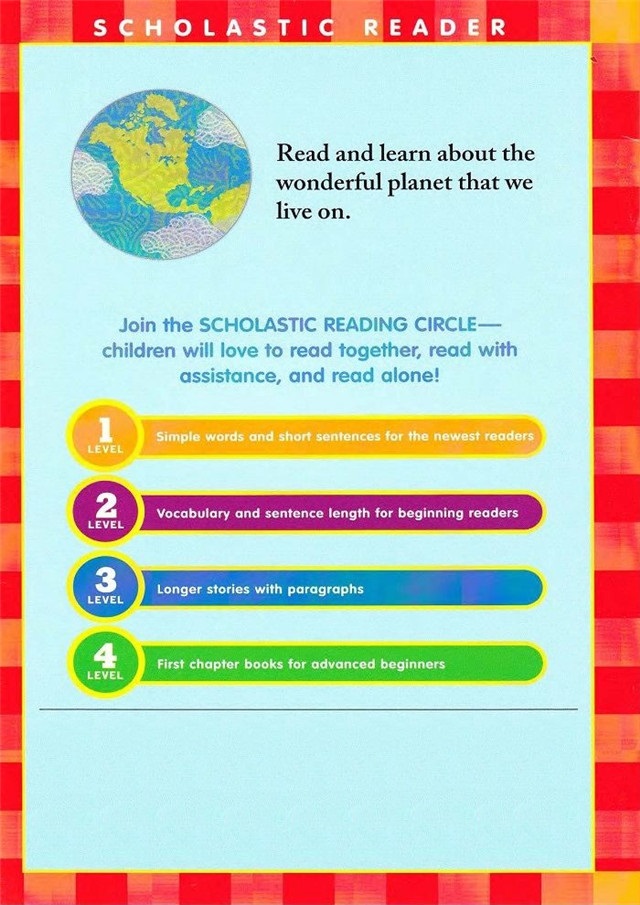 SCHOLASTIC READER
Read and learn about the
wonderful planet that we
live on.
Join the SCHOLASTIC READING CIRCLE—
children will love to read together, read with
assistance, and read alone!
1
LEVEL
Simple words and short sentences for the newest readers
2
LEVEL
Vocabulary and sentence length for beginning readers
3
LEVEL
Longer stories with paragraphs
4
LEVEL
First chapter books for advanced beginners